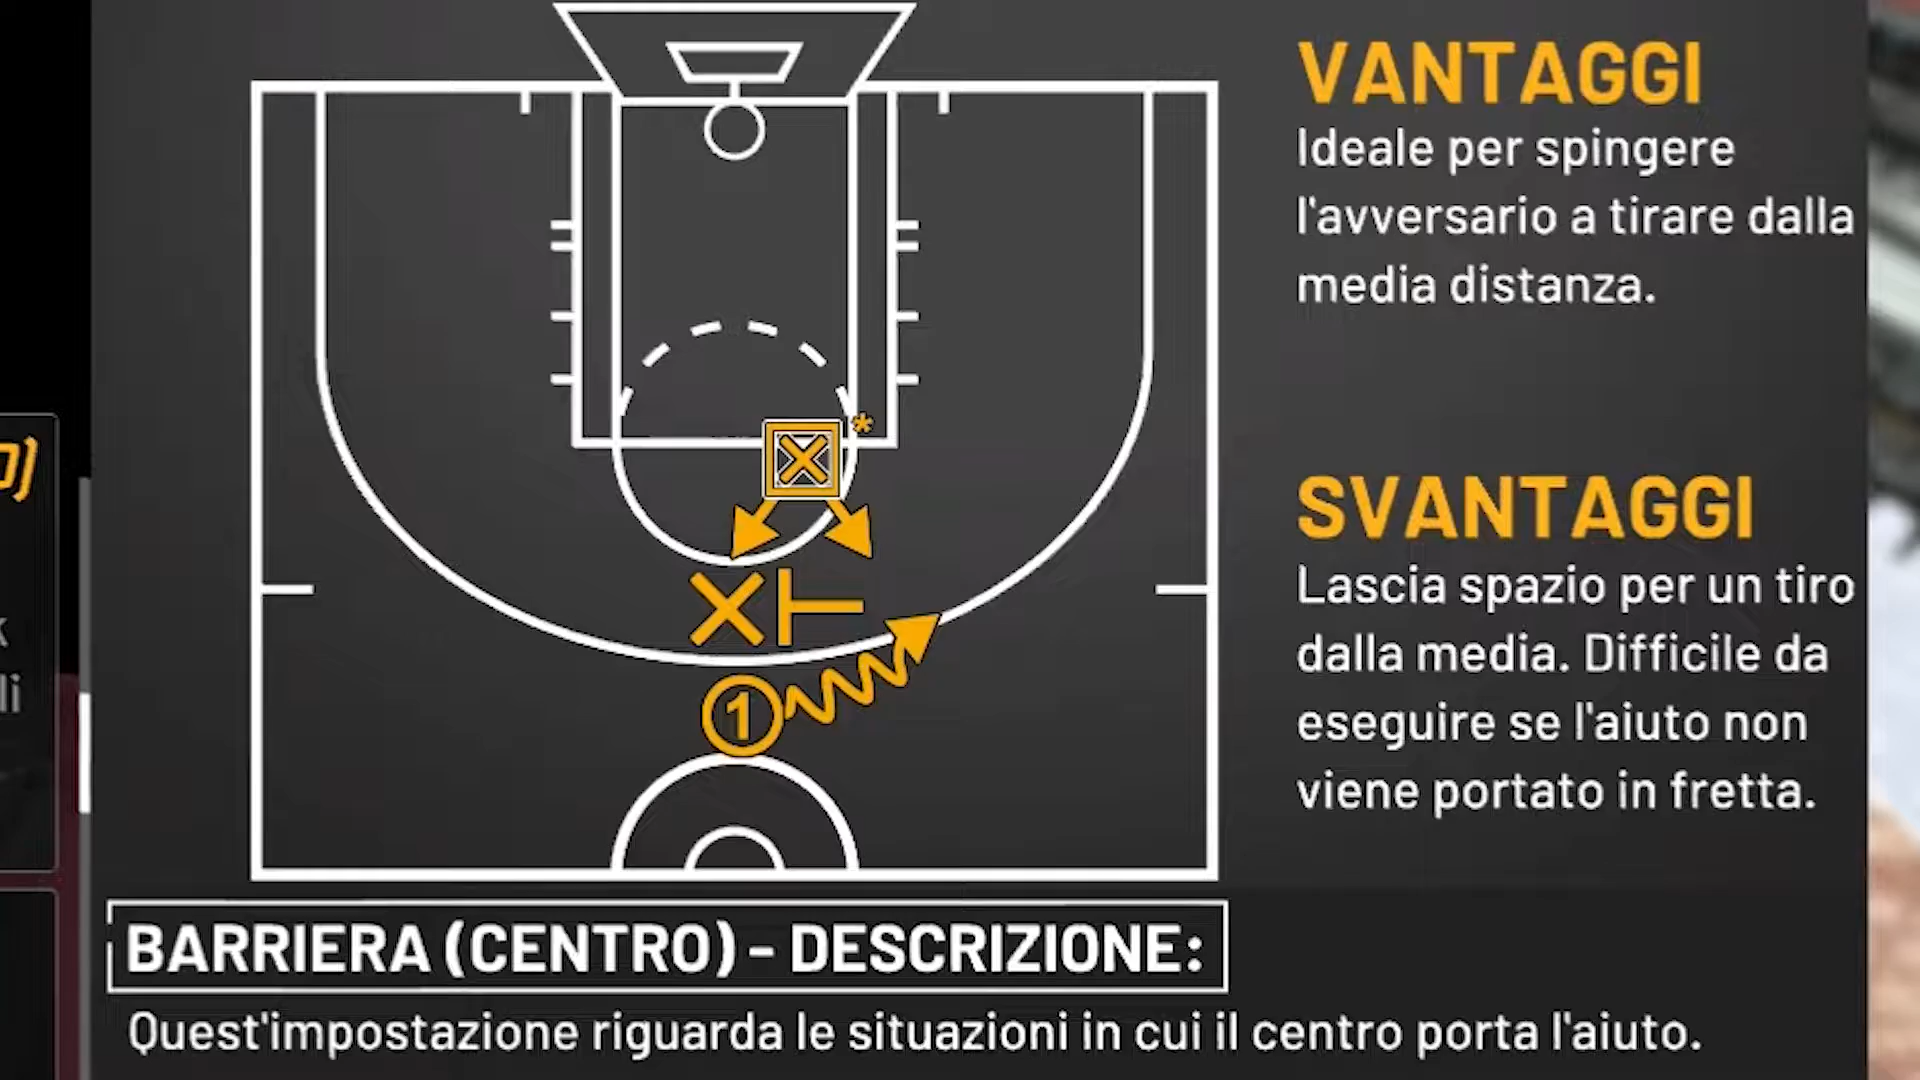 VANTAGGI
Ideale per spingere
l'avversario a tirare dalla
media distanza.
SVANTAGGI
Lascia spazio per un tiro
dalla media. Difficile da
eseguire se l'aiuto non
viene portato in fretta.
*
1
BARRIERA (CENTRO) - DESCRIZIONE:
Quest'impostazione riguarda le situazioni in cui il centro porta l'aiuto.